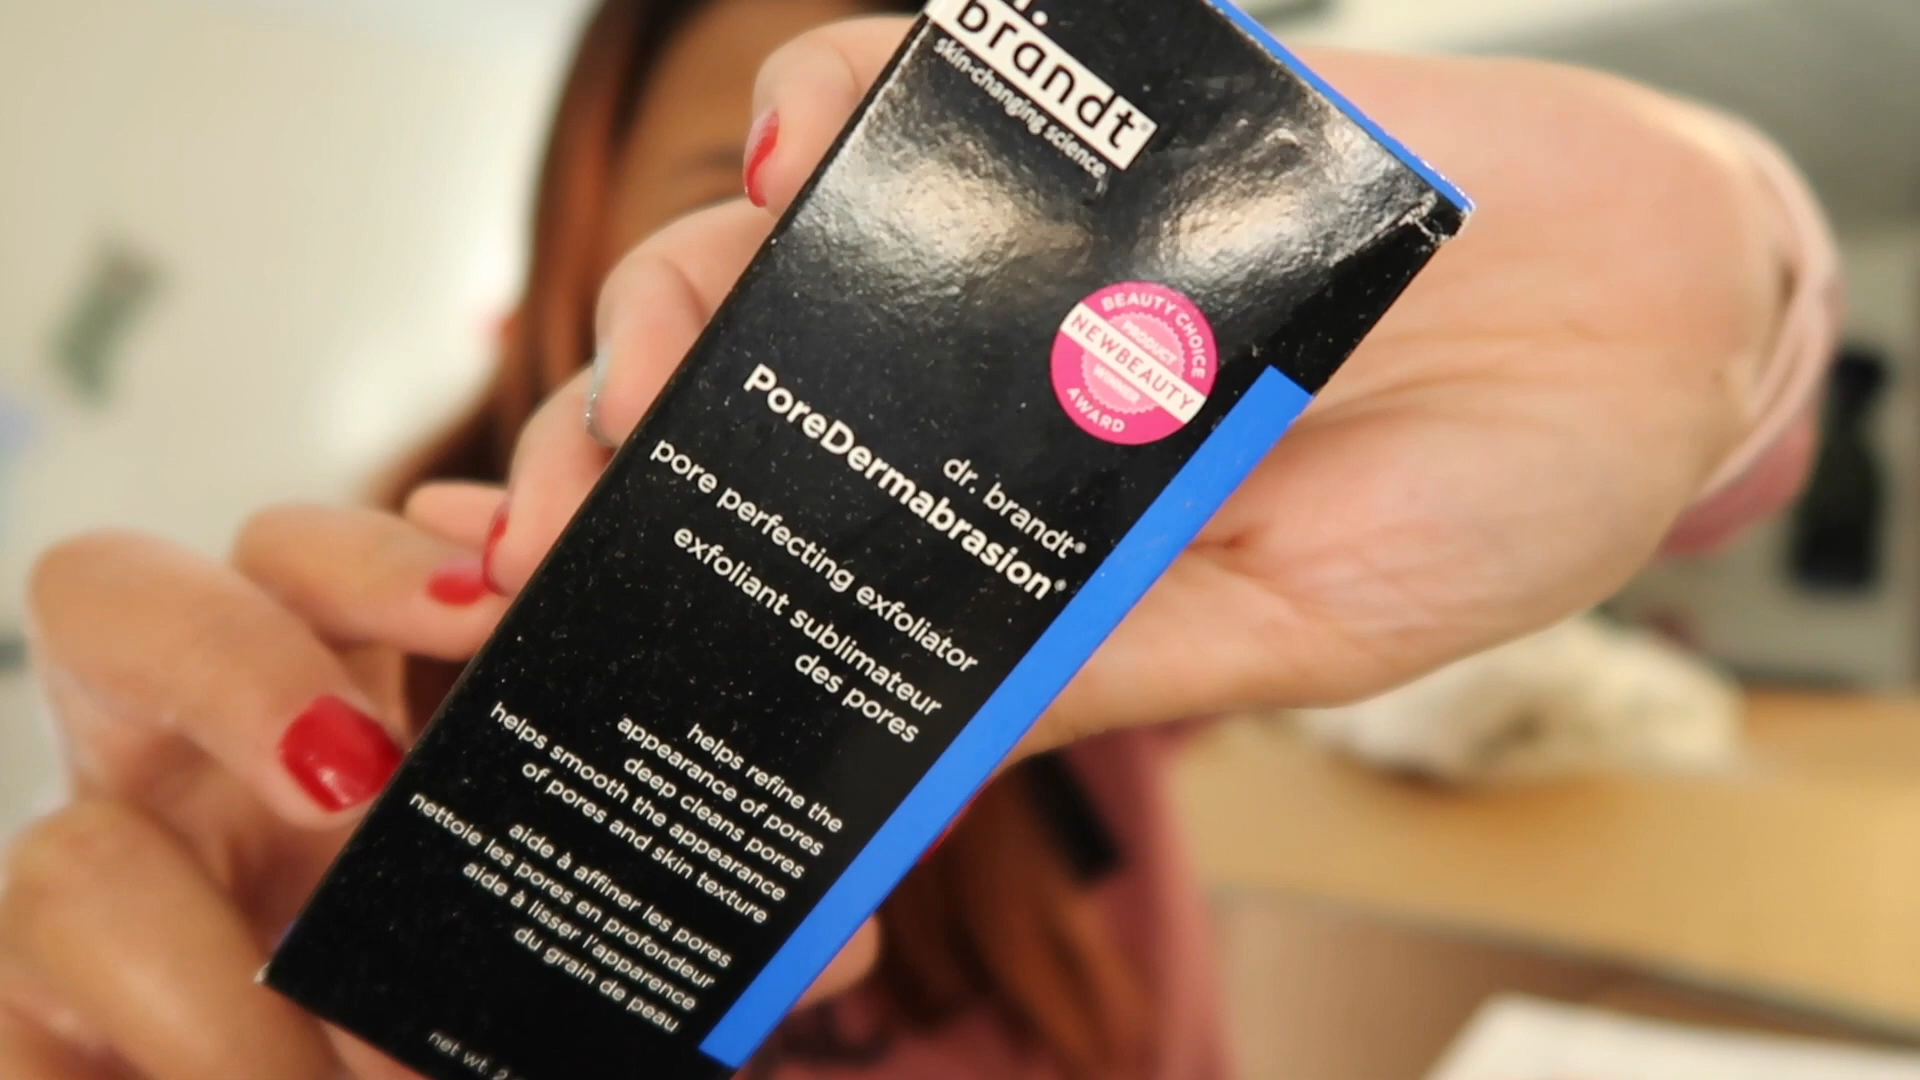 brandt
skin-changing science
BEAUTY CHOICE
PRODUCT
NEWBEAUTY
WINNER
AWARD
dr. brandt®
PoreDermabrasion®
pore perfecting exfoliator
exfoliant sublimateur
des pores
helps refine the
appearance of pores
deep cleans pores
helps smooth the appearance
of pores and skin texture
aide à affiner les pores
nettoie les pores en profondeur
aide à lisser l'apparence
du grain de peau
net wt.